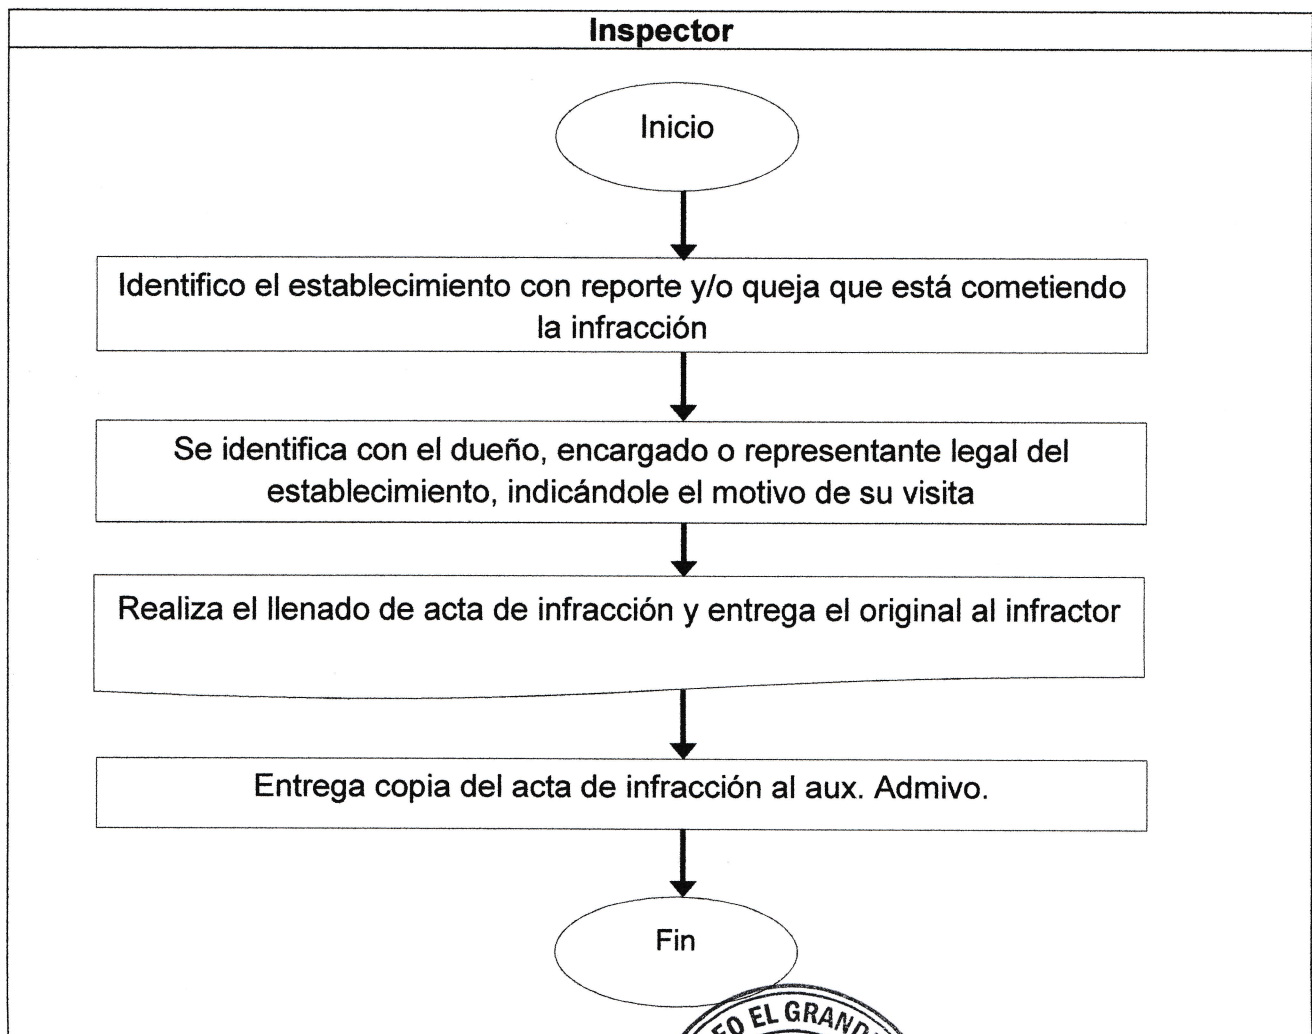 Inspector
Inicio
Identifico el establecimiento con reporte y/o queja que está cometiendo
la infracción
Se identifica con el dueño, encargado o representante legal del
establecimiento, indicándole el motivo de su visita
Realiza el llenado de acta de infracción y entrega el original al infractor
Entrega copia del acta de infracción al aux. Admivo.
Fin
EL GRAN